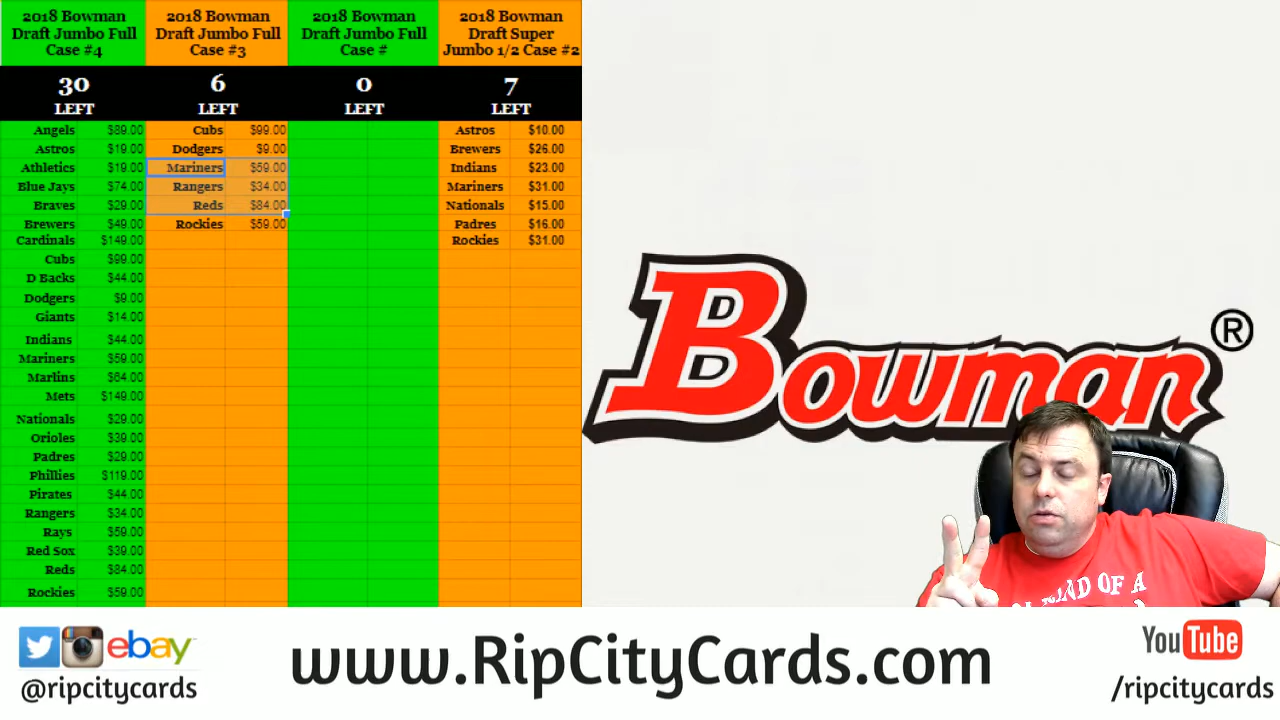 2018 Bowman
Draft Jumbo Full
Case #4
2018 Bowman
Draft Jumbo Full
Case #3
2018 Bowman
Draft Jumbo Full
Case #
2018 Bowman
Draft Super
Jumbo 1/2 Case #2
30
LEFT
6
LEFT
0
LEFT
7
LEFT
Angels $89.00
Astros $19.00
Athletics $19.00
Blue Jays $74.00
Braves $29.00
Brewers $49.00
Cardinals $149.00
Cubs $99.00
D Backs $44.00
Dodgers $9.00
Giants $14.00
Indians $44.00
Mariners $59.00
Marlins $64.00
Mets $149.00
Nationals $29.00
Orioles $39.00
Padres $29.00
Phillies $119.00
Pirates $44.00
Rangers $34.00
Rays $59.00
Red Sox $39.00
Reds $84.00
Rockies $59.00
Cubs $99.00
Dodgers $9.00
Mariners $59.00
Rangers $34.00
Reds $84.00
Rockies $59.00
Astros $10.00
Brewers $26.00
Indians $23.00
Mariners $31.00
Nationals $15.00
Padres $16.00
Rockies $31.00
Bowman®
OF A
ebay
@ripcitycards
www.RipCityCards.com
YouTube
/ripcitycards